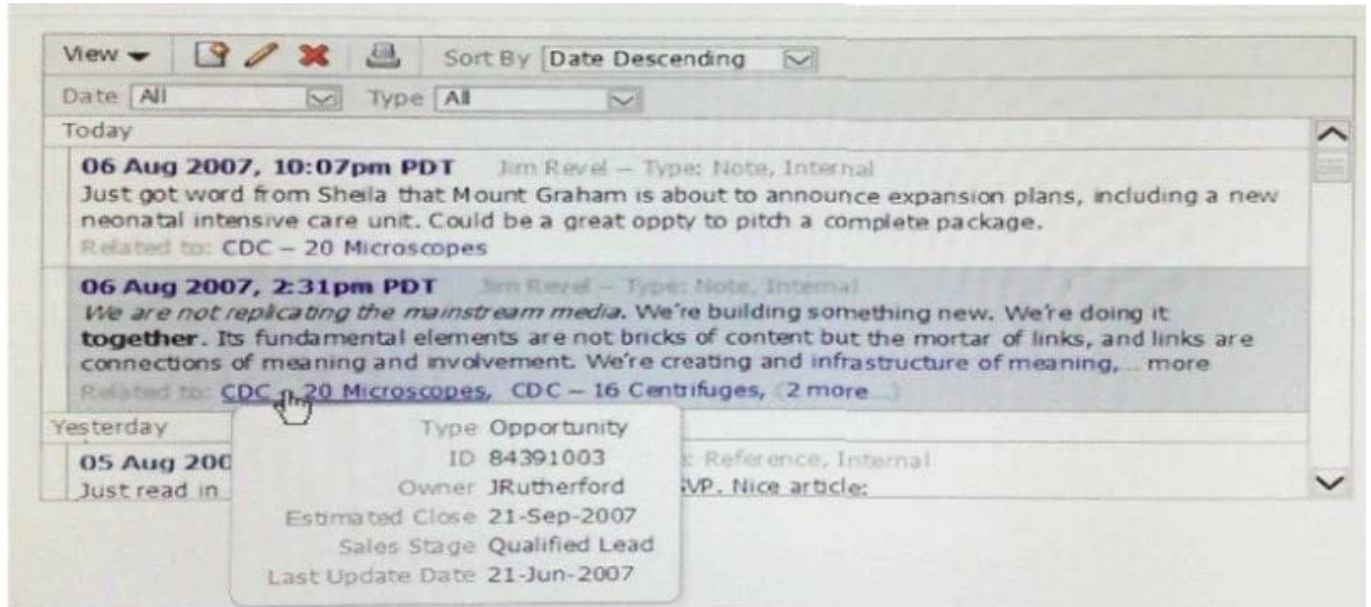 View Sort By Date Descending
Date All Type All
Today
06 Aug 2007, 10:07pm PDT Jim Revel – Type: Note, Internal
Just got word from Sheila that Mount Graham is about to announce expansion plans, including a new
neonatal intensive care unit. Could be a great oppty to pitch a complete package.
Related to: CDC – 20 Microscopes
06 Aug 2007, 2:31pm PDT Jim Revel – Type: Note, Internal
We are not replicating the mainstream media. We're building something new. We're doing it
together. Its fundamental elements are not bricks of content but the mortar of links, and links are
connections of meaning and involvement. We're creating and infrastructure of meaning, ... more
Related to: CDC – 20 Microscopes, CDC – 16 Centrifuges, (2 more ...)
Yesterday
05 Aug 200 : Reference, Internal
Just read in VP. Nice article:
Type Opportunity
ID 84391003
Owner JRutherford
Estimated Close 21-Sep-2007
Sales Stage Qualified Lead
Last Update Date 21-Jun-2007